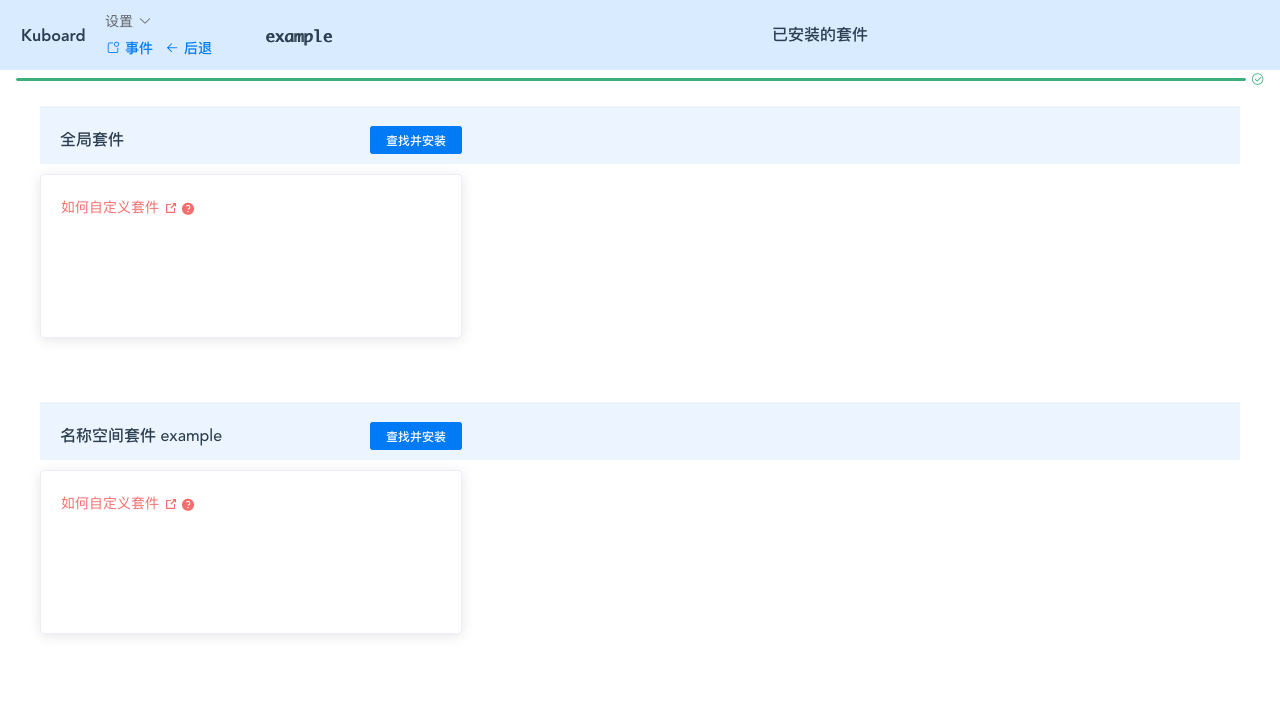 Kuboard
设置
事件 后退
example
已安装的套件
全局套件
查找并安装
如何自定义套件
名称空间套件 example
查找并安装
如何自定义套件